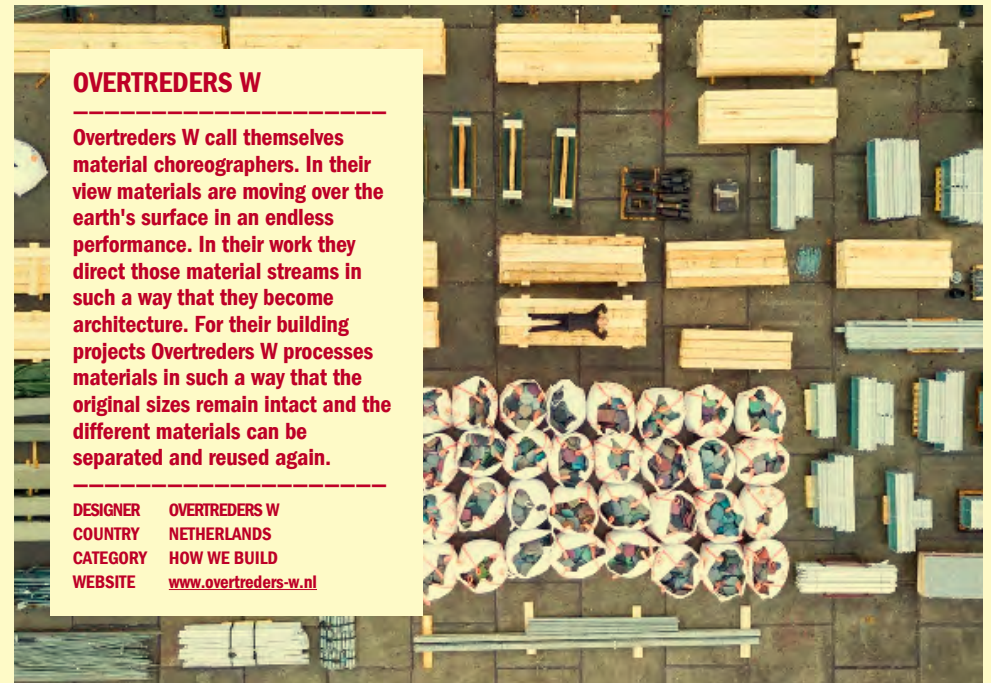 OVERTREDERS W
Overtreders W call themselves
material choreographers. In their
view materials are moving over the
earth's surface in an endless
performance. In their work they
direct those material streams in
such a way that they become
architecture. For their building
projects Overtreders W processes
materials in such a way that the
original sizes remain intact and the
different materials can be
separated and reused again.
DESIGNER OVERTREDERS W
COUNTRY NETHERLANDS
CATEGORY HOW WE BUILD
WEBSITE www.overtreders-w.nl